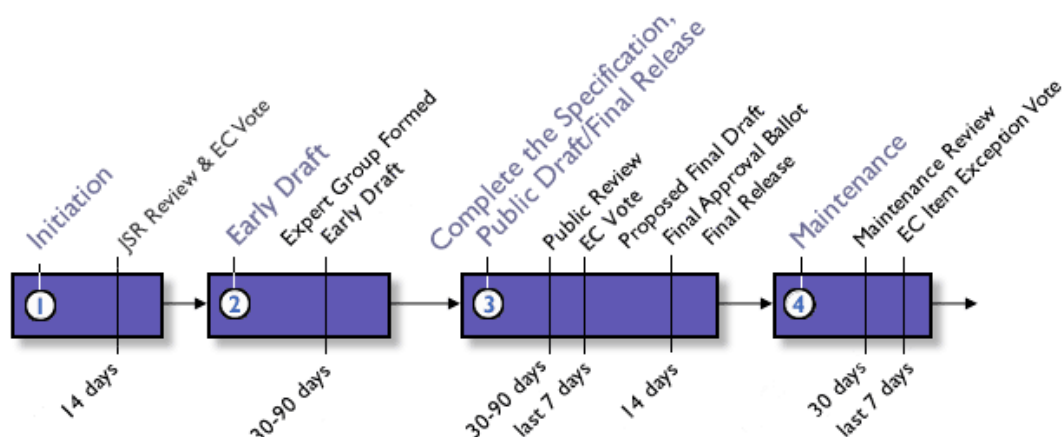 Initiation
JSR Review & EC Vote
Early Draft
Expert Group Formed
Early Draft
Complete the Specification,
Public Draft/Final Release
Public Review
EC Vote
Proposed Final Draft
Final Approval Ballot
Final Release
Maintenance
Maintenance Review
EC Item Exception Vote
1
2
3
4
14 days
30-90 days
30-90 days
last 7 days
14 days
30 days
last 7 days